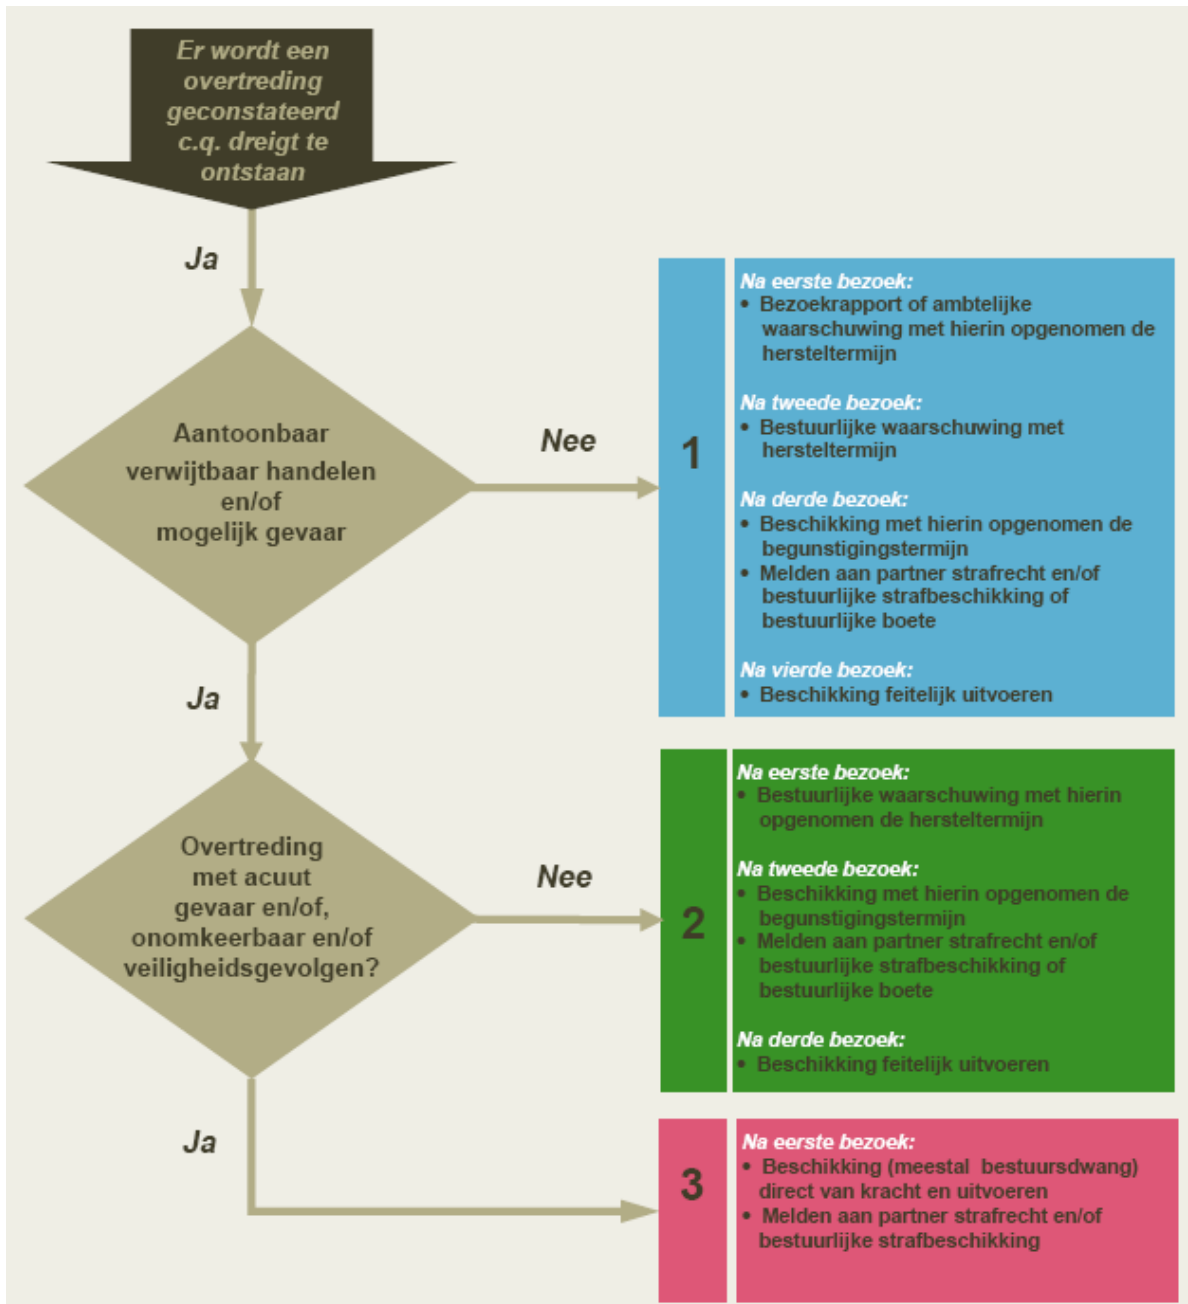 Er wordt een
overtreding
geconstateerd
c.q. dreigt te
ontstaan
Ja
Aantoonbaar
verwijtbaar handelen
en/of
mogelijk gevaar
Nee
1
Na eerste bezoek:
• Bezoekrapport of ambtelijke
waarschuwing met hierin opgenomen de
hersteltermijn
Na tweede bezoek:
• Bestuurlijke waarschuwing met
hersteltermijn
Na derde bezoek:
• Beschikking met hierin opgenomen de
begunstigingstermijn
• Melden aan partner strafrecht en/of
bestuurlijke strafbeschikking of
bestuurlijke boete
Na vierde bezoek:
• Beschikking feitelijk uitvoeren
Ja
Overtreding
met acuut
gevaar en/of,
onomkeerbaar en/of
veiligheidsgevolgen?
Nee
2
Na eerste bezoek:
• Bestuurlijke waarschuwing met hierin
opgenomen de hersteltermijn
Na tweede bezoek:
• Beschikking met hierin opgenomen de
begunstigingstermijn
• Melden aan partner strafrecht en/of
bestuurlijke strafbeschikking of
bestuurlijke boete
Na derde bezoek:
• Beschikking feitelijk uitvoeren
Ja
3
Na eerste bezoek:
• Beschikking (meestal bestuursdwang)
direct van kracht en uitvoeren
• Melden aan partner strafrecht en/of
bestuurlijke strafbeschikking